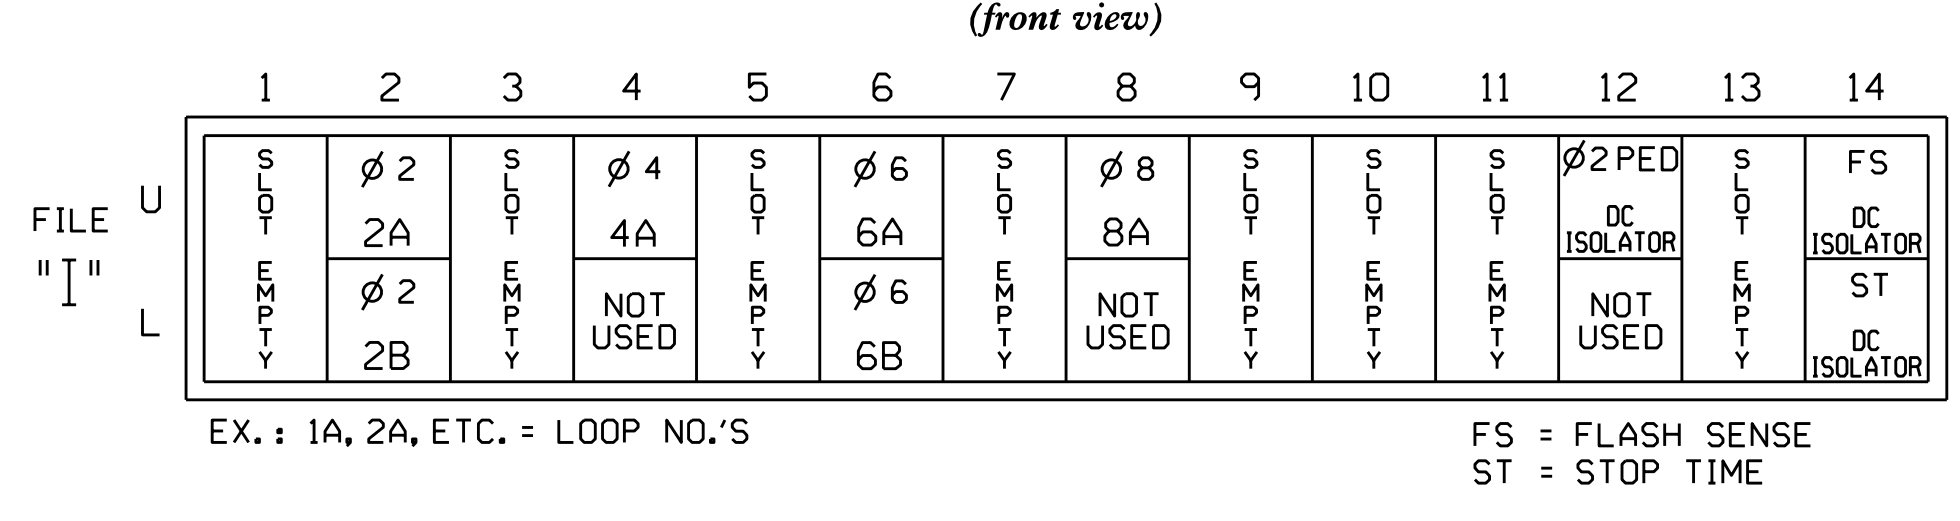 (front view)
1 2 3 4 5 6 7 8 9 10 11 12 13 14
FILE "I"
U
L
SLOT EMPTY
Ø 2
2A
Ø 2
2B
SLOT EMPTY
Ø 4
4A
NOT
USED
SLOT EMPTY
Ø 6
6A
Ø 6
6B
SLOT EMPTY
Ø 8
8A
NOT
USED
SLOT EMPTY
SLOT EMPTY
SLOT EMPTY
Ø2 PED
DC
ISOLATOR
NOT
USED
SLOT EMPTY
FS
DC
ISOLATOR
ST
DC
ISOLATOR
EX.: 1A, 2A, ETC. = LOOP NO.'S
FS = FLASH SENSE
ST = STOP TIME